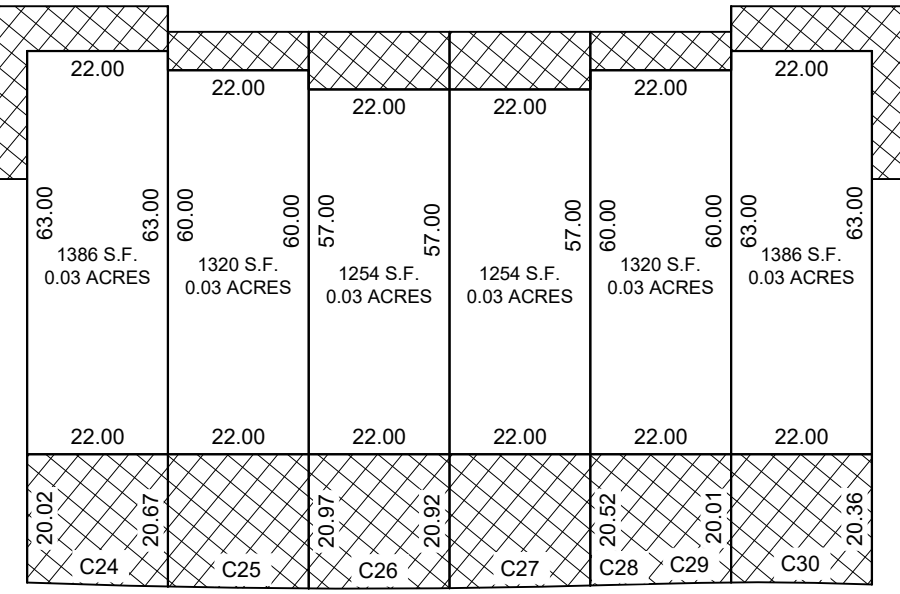 22.00
22.00
22.00
22.00
22.00
22.00
63.00
63.00
60.00
60.00
57.00
57.00
57.00
60.00
60.00
63.00
63.00
1386 S.F.
0.03 ACRES
1320 S.F.
0.03 ACRES
1254 S.F.
0.03 ACRES
1254 S.F.
0.03 ACRES
1320 S.F.
0.03 ACRES
1386 S.F.
0.03 ACRES
22.00
22.00
22.00
22.00
22.00
22.00
20.02
20.67
20.97
20.92
20.52
20.01
20.36
C24
C25
C26
C27
C28
C29
C30